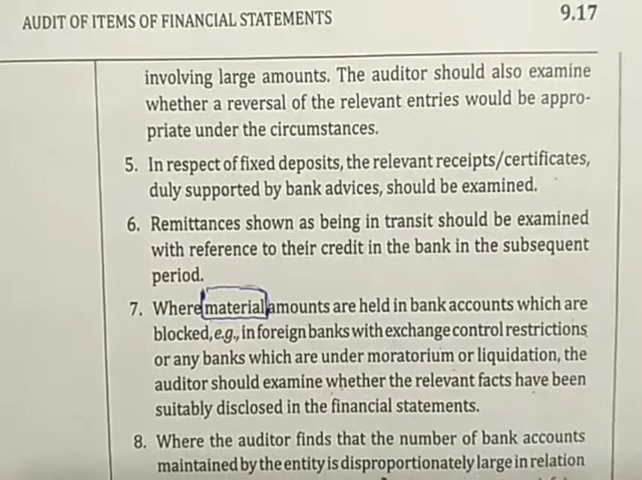 AUDIT OF ITEMS OF FINANCIAL STATEMENTS 9.17
involving large amounts. The auditor should also examine
whether a reversal of the relevant entries would be appro-
priate under the circumstances.
5. In respect of fixed deposits, the relevant receipts/certificates,
duly supported by bank advices, should be examined.
6. Remittances shown as being in transit should be examined
with reference to their credit in the bank in the subsequent
period.
7. Where material amounts are held in bank accounts which are
blocked, e.g., in foreign banks with exchange control restrictions
or any banks which are under moratorium or liquidation, the
auditor should examine whether the relevant facts have been
suitably disclosed in the financial statements.
8. Where the auditor finds that the number of bank accounts
maintained by the entity is disproportionately large in relation